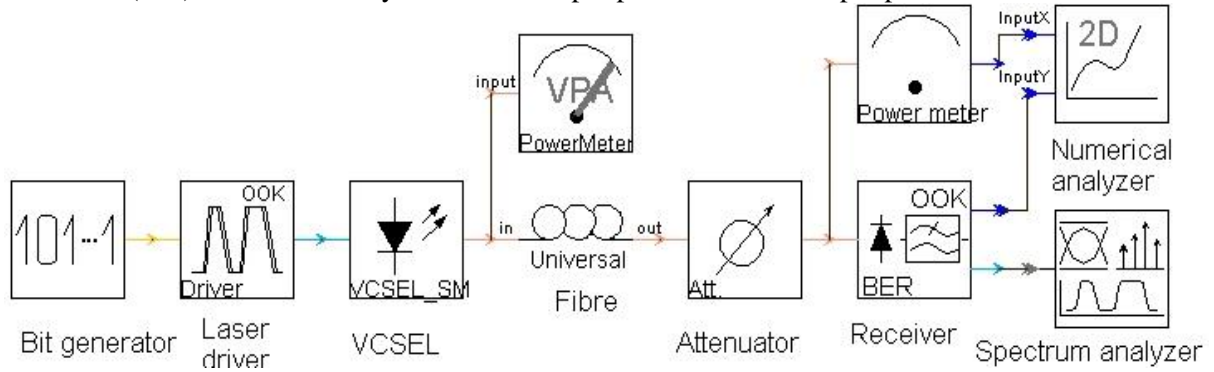 InputX
2D
InputY
input
VPA
PowerMeter
Power meter
Numerical
analyzer
101...1
OOK
Driver
VCSEL_SM
in
out
Universal
Att.
OOK
BER
Bit generator
Laser
driver
VCSEL
Fibre
Attenuator
Receiver
Spectrum analyzer